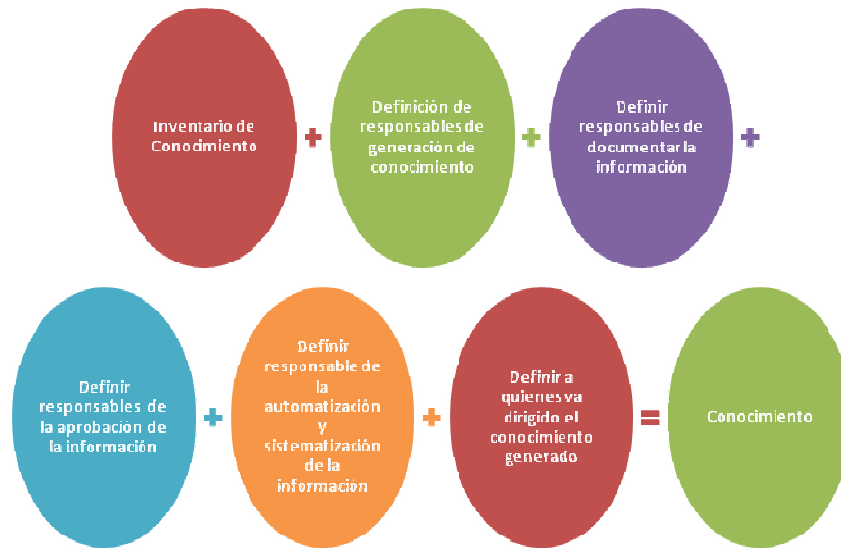 Inventario de
Conocimiento
+
Definición de
responsables de
generación de
conocimiento
+
Definir
responsables de
documentar la
información
+
Definir
responsables de
la aprobación de
la información
+
Definir
responsable de
la
automatización
y
sistematización
de la
información
+
Definir a
quienes va
dirigido el
conocimiento
generado
=
Conocimiento